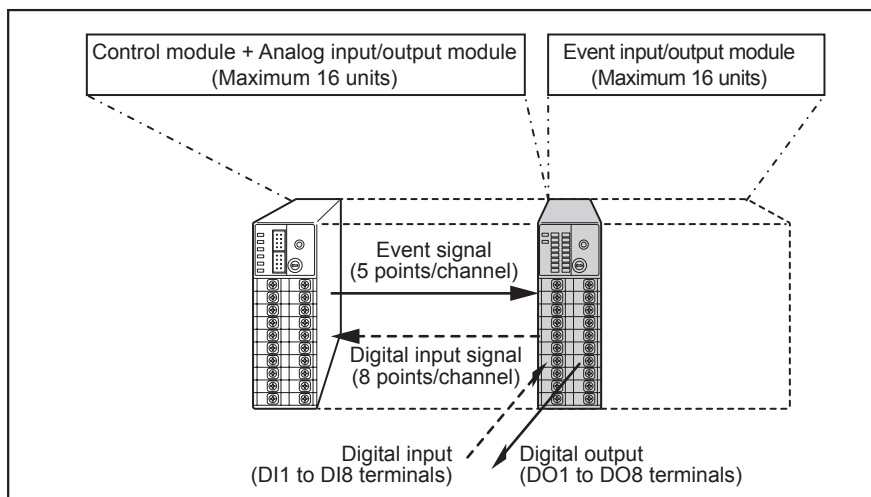 Control module + Analog input/output module
(Maximum 16 units)
Event input/output module
(Maximum 16 units)
Event signal
(5 points/channel)
Digital input signal
(8 points/channel)
Digital input
(DI1 to DI8 terminals)
Digital output
(DO1 to DO8 terminals)